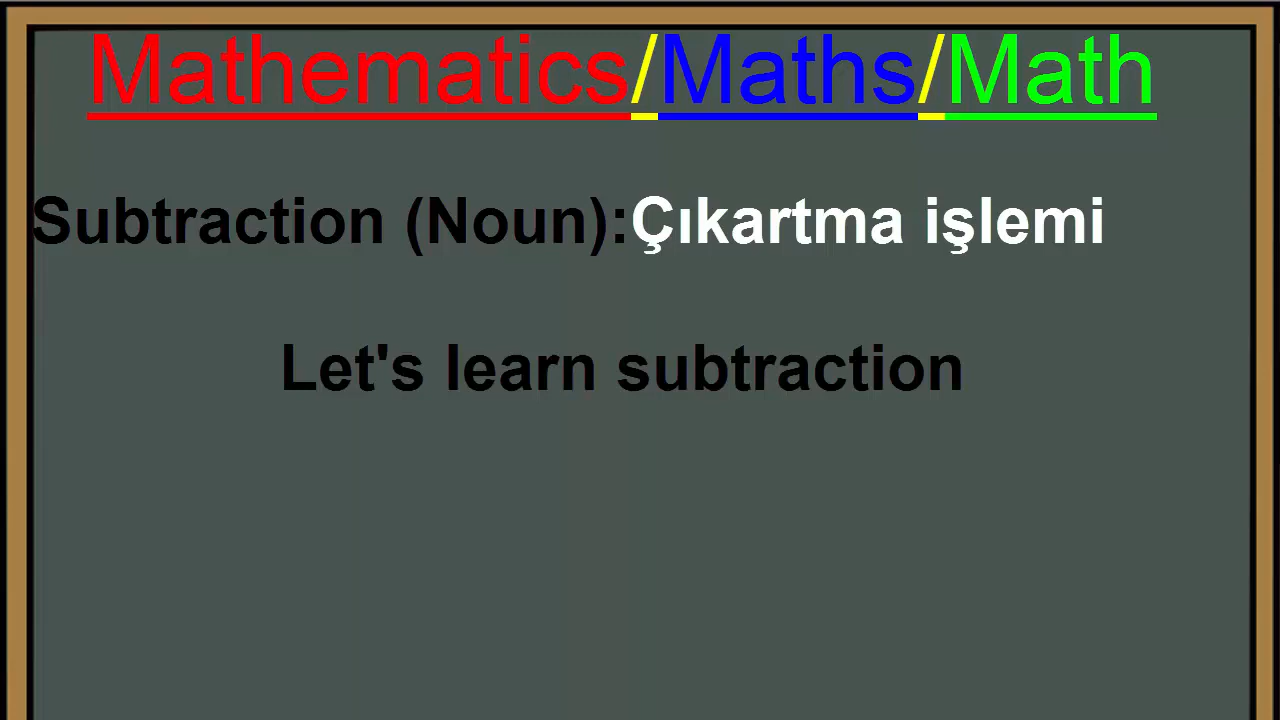 Mathematics/Maths/Math
Subtraction (Noun):Çıkartma işlemi
Let's learn subtraction